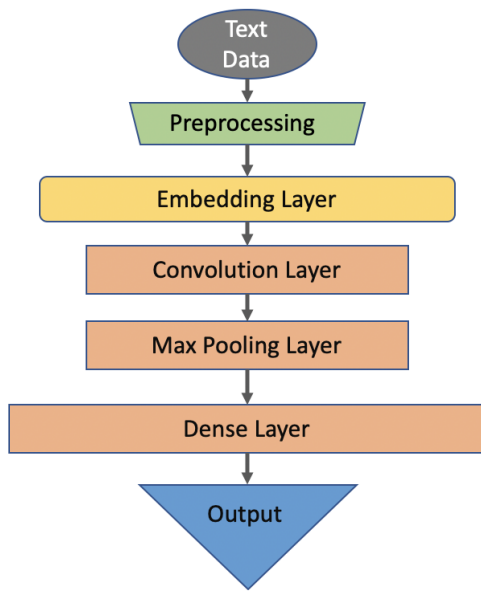 Text
Data
Preprocessing
Embedding Layer
Convolution Layer
Max Pooling Layer
Dense Layer
Output